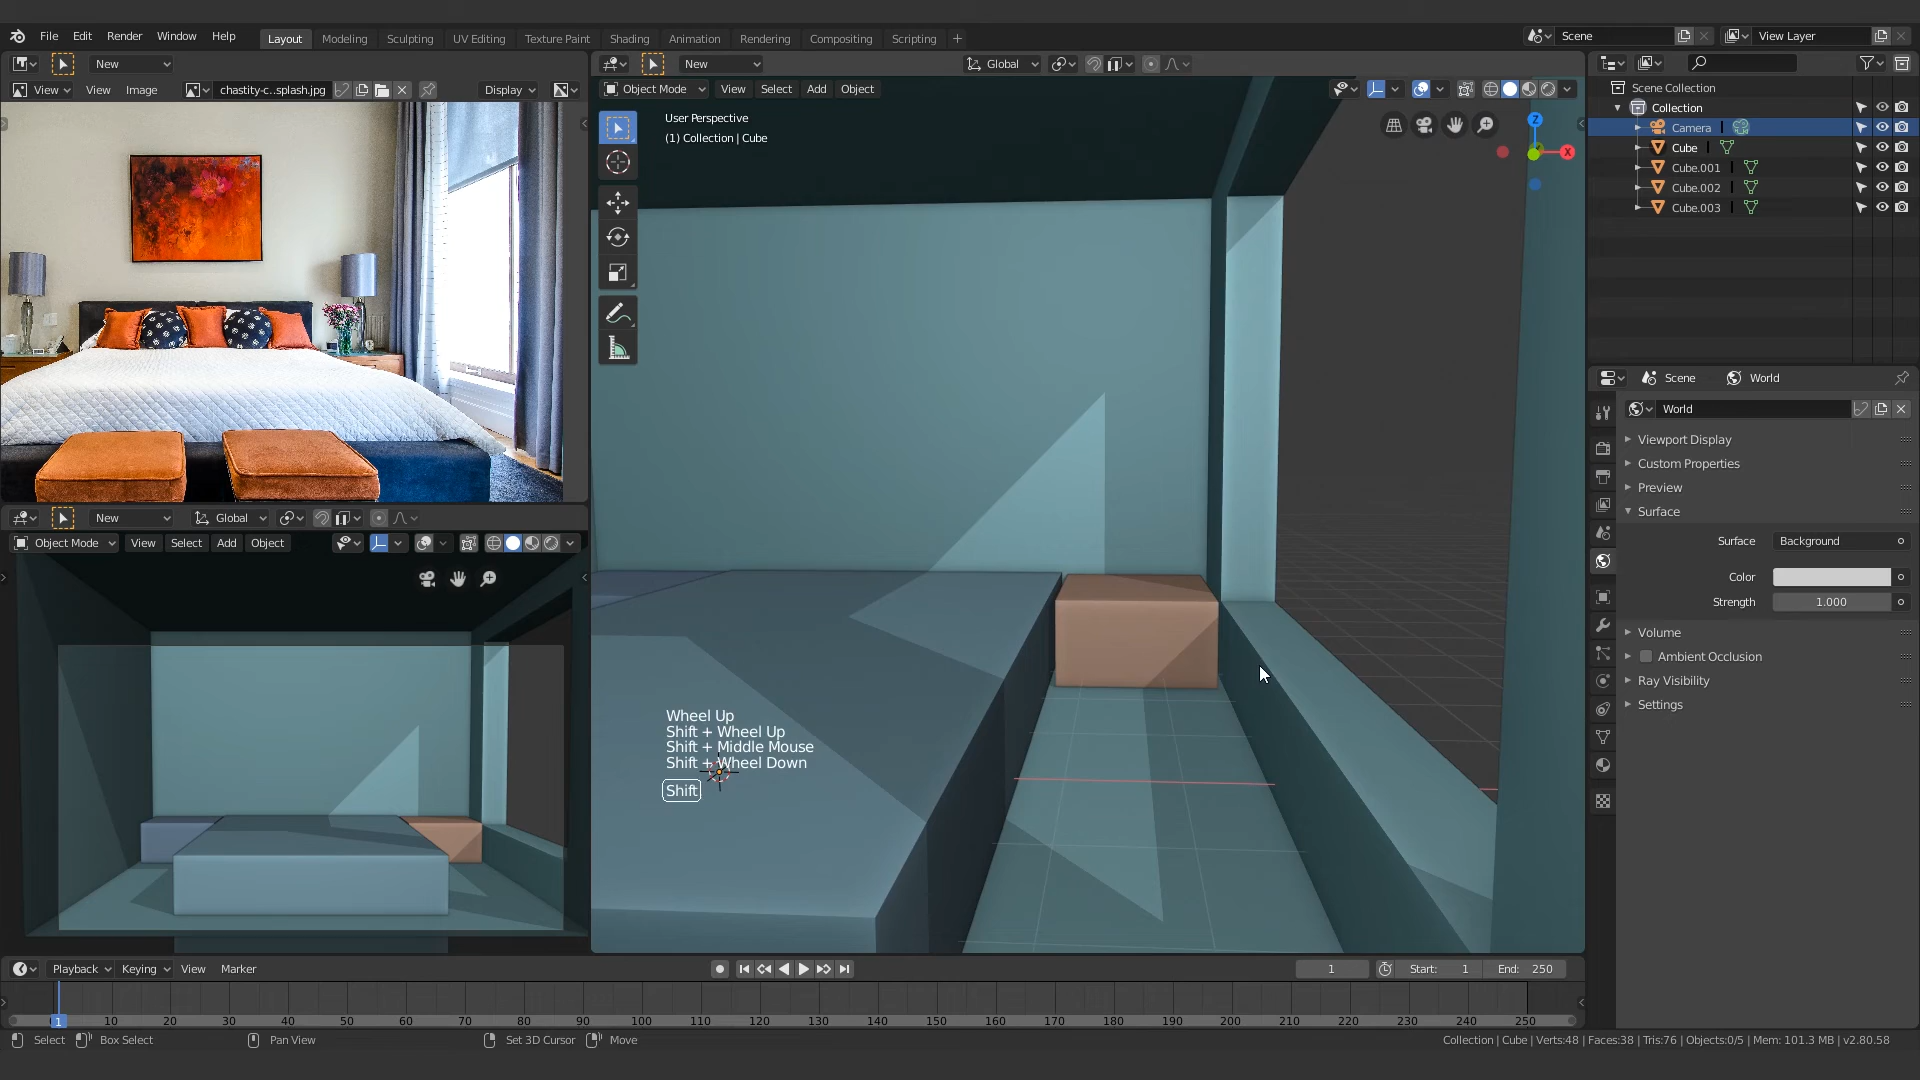 File Edit Render Window Help
Layout Modeling Sculpting UV Editing Texture Paint Shading Animation Rendering Compositing Scripting +
Scene
View Layer
New
View View Image chastity-c..splash.jpg Display
New Global
Object Mode View Select Add Object
User Perspective
(1) Collection | Cube
Z
X
Wheel Up
Shift + Wheel Up
Shift + Middle Mouse
Shift + Wheel Down
Shift
New Global
Object Mode View Select Add Object
Scene Collection
Collection
Camera
Cube
Cube.001
Cube.002
Cube.003
Scene World
World
Viewport Display
Custom Properties
Preview
Surface
Surface Background
Color
Strength 1.000
Volume
Ambient Occlusion
Ray Visibility
Settings
Playback Keying View Marker
1 Start: 1 End: 250
1 10 20 30 40 50 60 70 80 90 100 110 120 130 140 150 160 170 180 190 200 210 220 230 240 250
Select Box Select Pan View Set 3D Cursor Move
Collection | Cube | Verts:48 | Faces:38 | Tris:76 | Objects:0/5 | Mem: 101.3 MB | v2.80.58